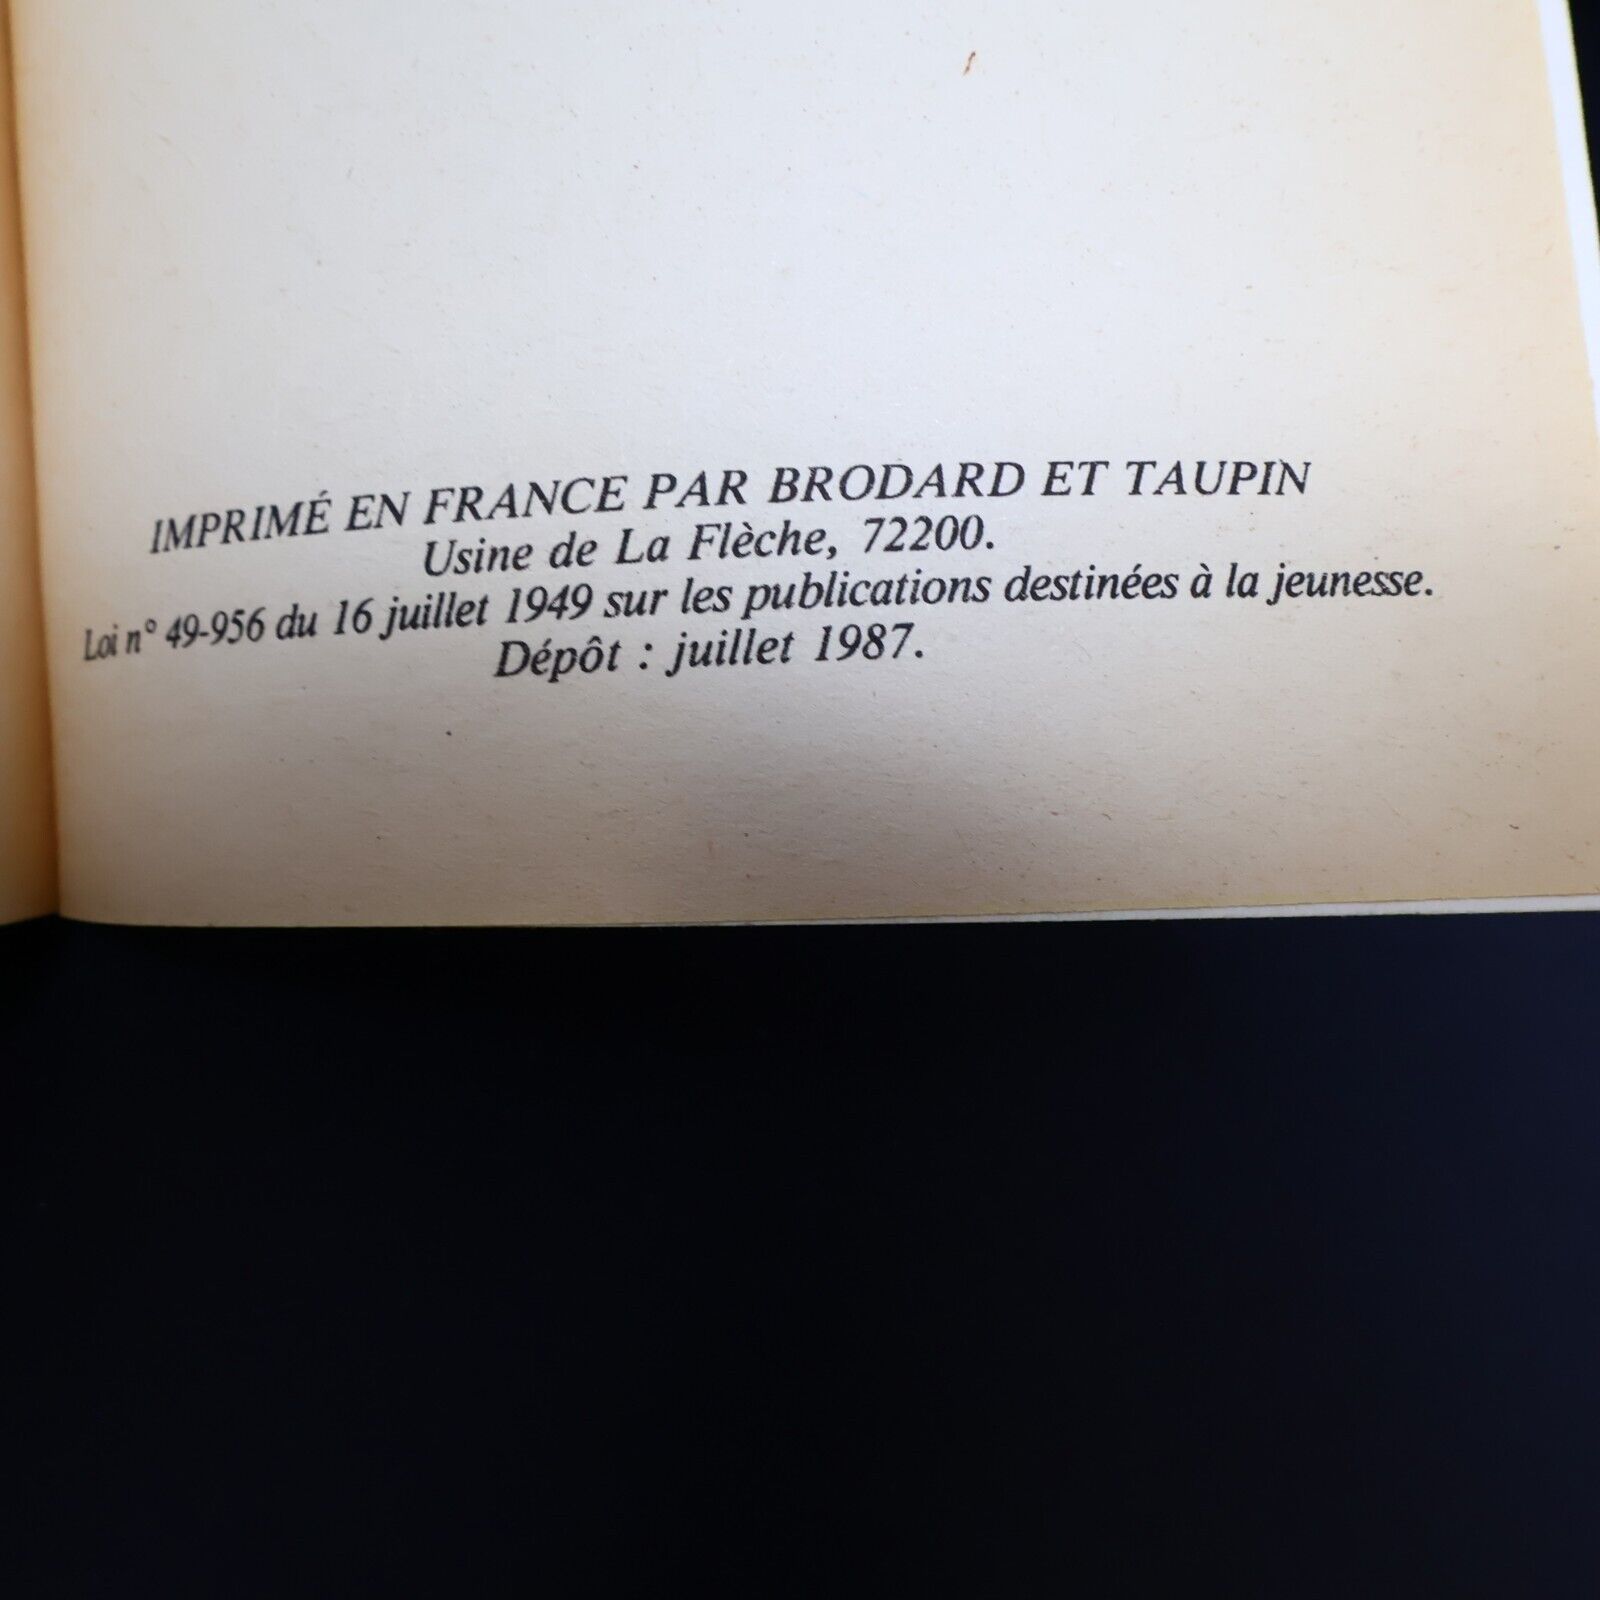 IMPRIMÉ EN FRANCE PAR BRODARD ET TAUPIN
Usine de La Flèche, 72200.
Loi n° 49-956 du 16 juillet 1949 sur les publications destinées à la jeunesse.
Dépôt : juillet 1987.